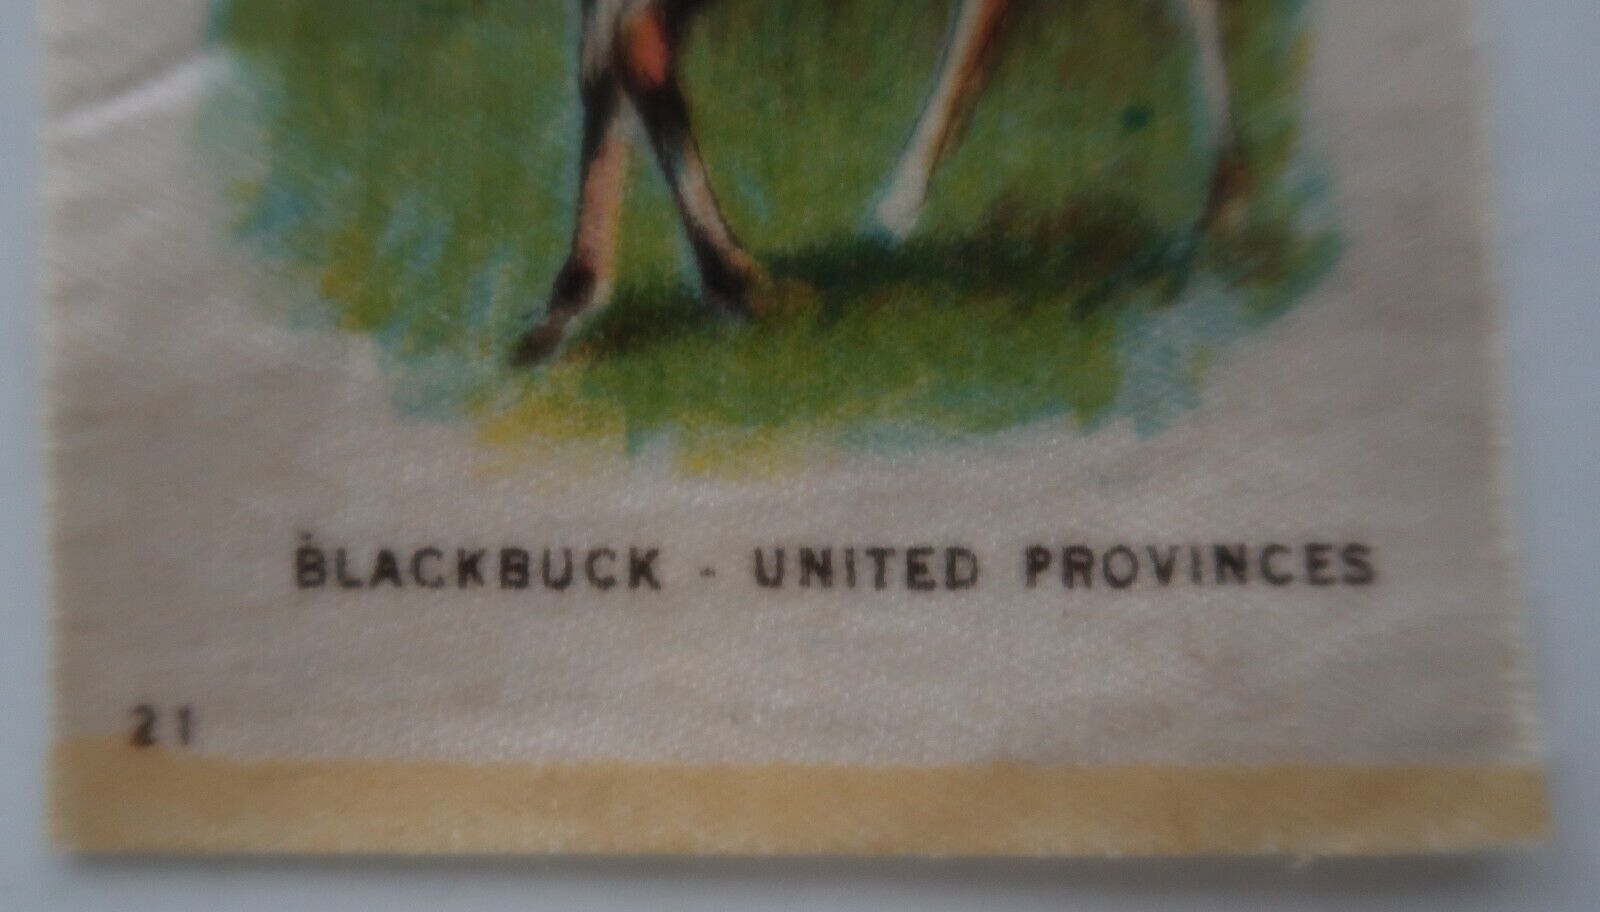 BLACKBUCK - UNITED PROVINCES
21